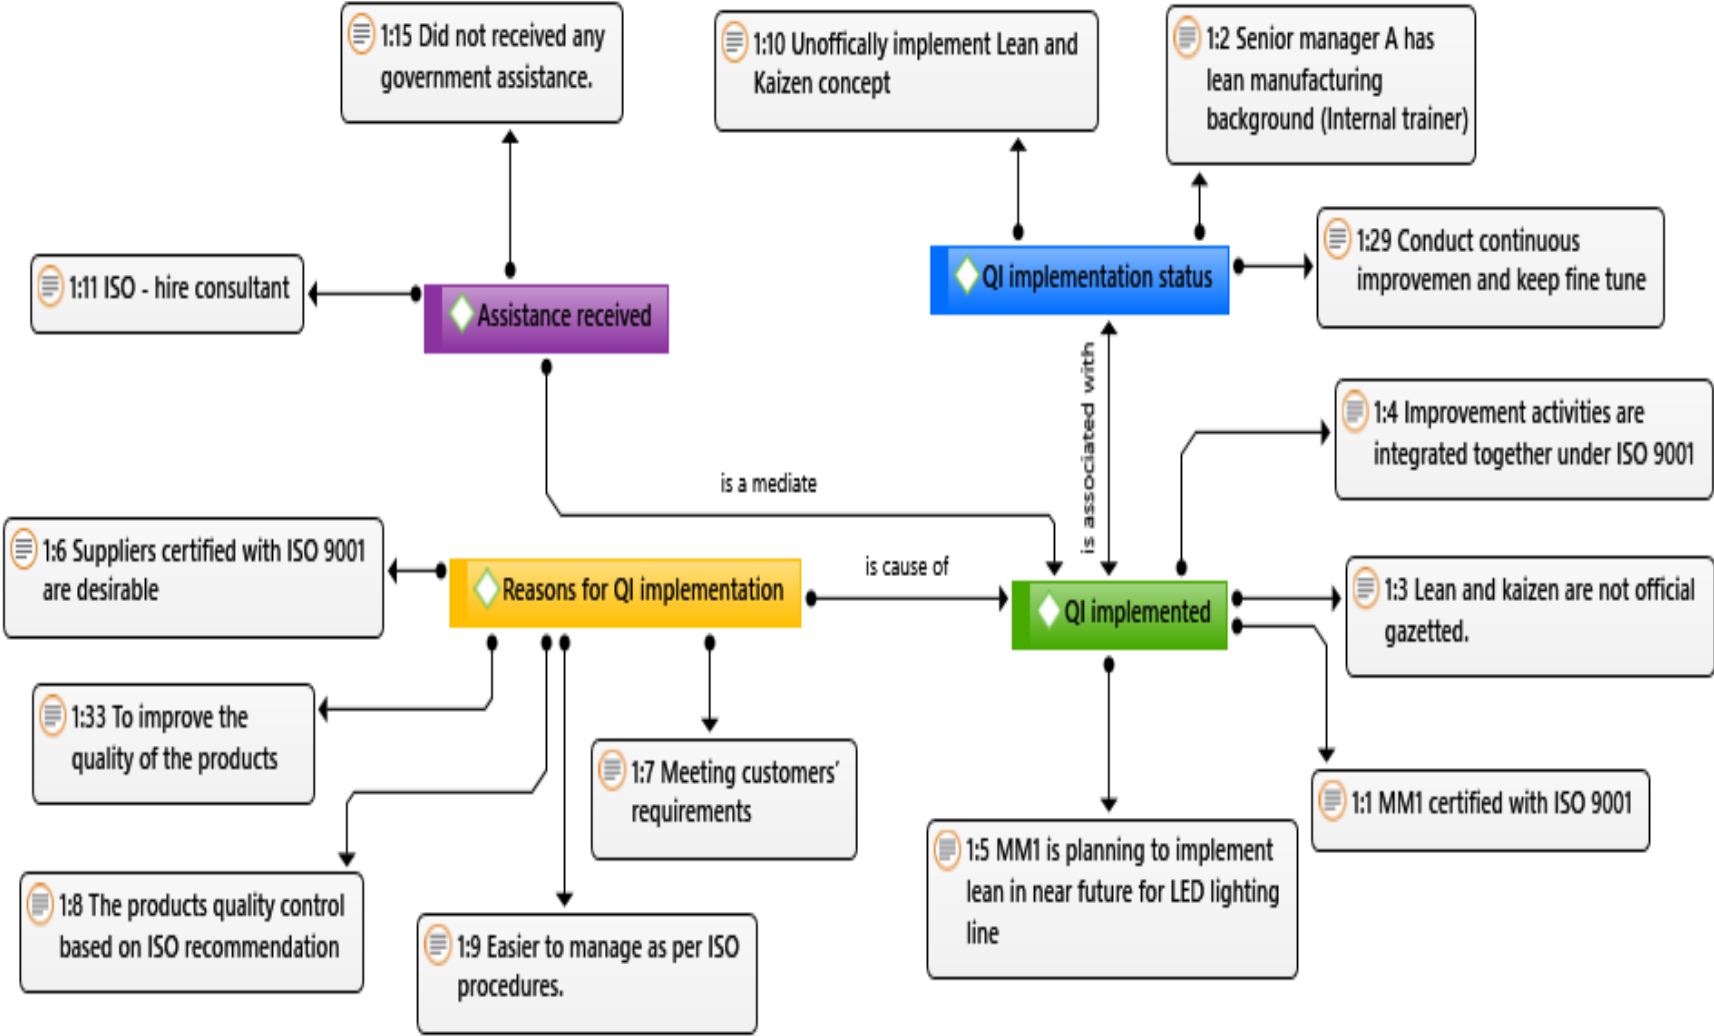 1:15 Did not received any
government assistance.
1:10 Unoffically implement Lean and
Kaizen concept
1:2 Senior manager A has
lean manufacturing
background (Internal trainer)
1:29 Conduct continuous
improvemen and keep fine tune
QI implementation status
1:11 ISO - hire consultant
Assistance received
is associated with
1:4 Improvement activities are
integrated together under ISO 9001
is a mediate
1:6 Suppliers certified with ISO 9001
are desirable
Reasons for QI implementation
is cause of
QI implemented
1:3 Lean and kaizen are not official
gazetted.
1:33 To improve the
quality of the products
1:7 Meeting customers′
requirements
1:1 MM1 certified with ISO 9001
1:5 MM1 is planning to implement
lean in near future for LED lighting
line
1:8 The products quality control
based on ISO recommendation
1:9 Easier to manage as per ISO
procedures.